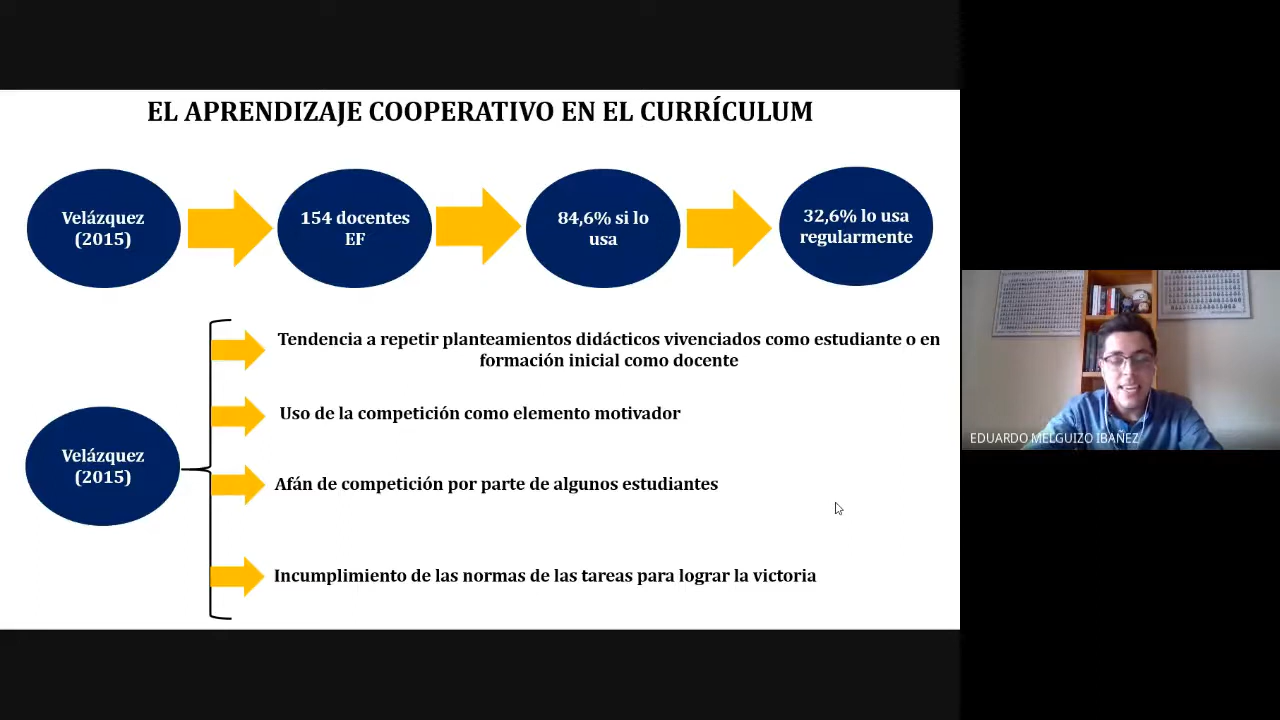 EL APRENDIZAJE COOPERATIVO EN EL CURRÍCULUM
Velázquez
(2015)
154 docentes
EF
84,6% si lo
usa
32,6% lo usa
regularmente
Velázquez
(2015)
Tendencia a repetir planteamientos didácticos vivenciados como estudiante o en
formación inicial como docente
Uso de la competición como elemento motivador
Afán de competición por parte de algunos estudiantes
Incumplimiento de las normas de las tareas para lograr la victoria
EDUARDO MELGUIZO IBAÑEZ